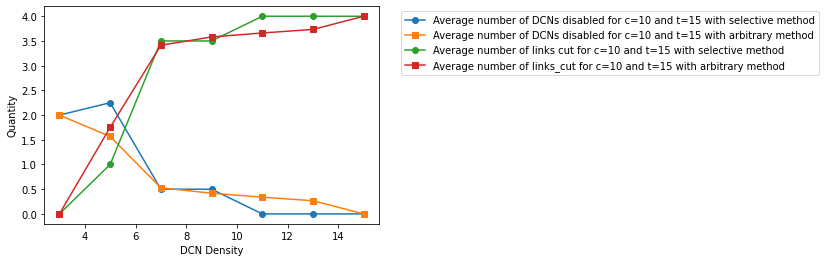 4.0
3.5
3.0
2.5
2.0
1.5
1.0
0.5
0.0
Quantity
4 6 8 10 12 14
DCN Density
Average number of DCNs disabled for c=10 and t=15 with selective method
Average number of DCNs disabled for c=10 and t=15 with arbitrary method
Average number of links cut for c=10 and t=15 with selective method
Average number of links_cut for c=10 and t=15 with arbitrary method